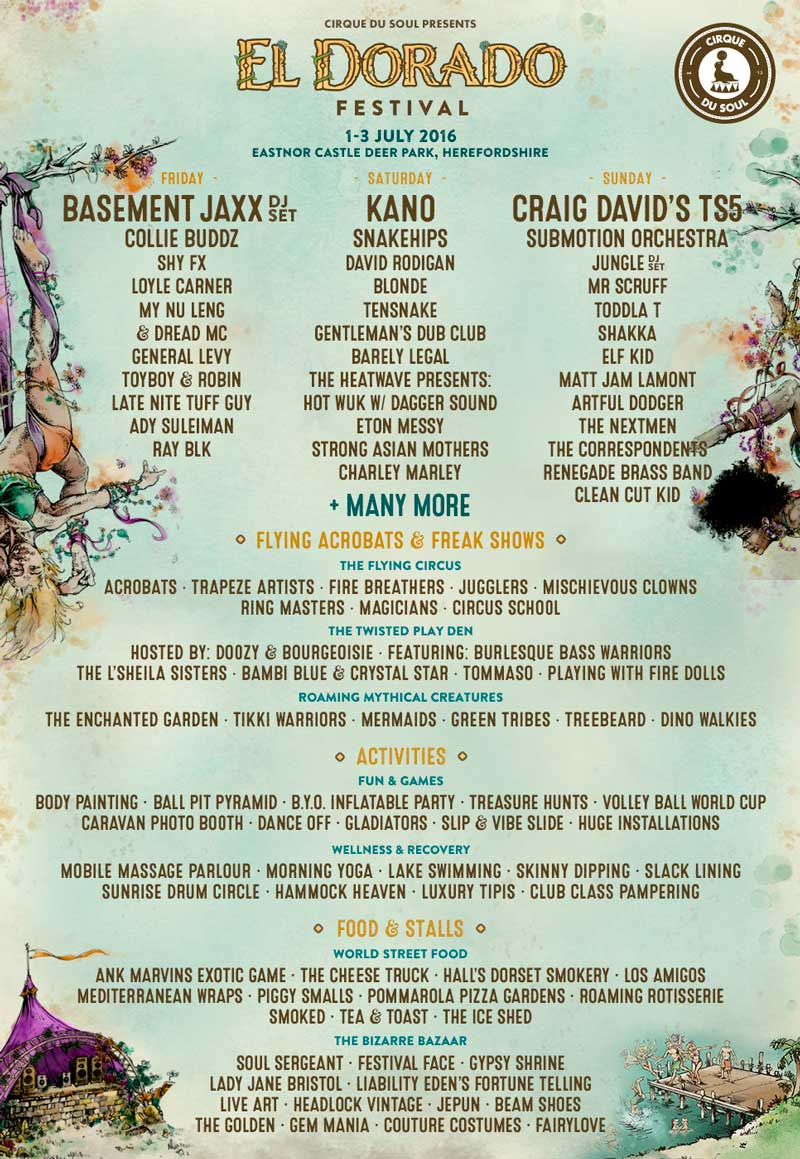 CIRQUE DU SOUL PRESENTS
EL DORADO
FESTIVAL
1-3 JULY 2016
EASTNOR CASTLE DEER PARK, HEREFORDSHIRE
CIRQUE
DU SOUL
- FRIDAY -
BASEMENT JAXX DJ SET
COLLIE BUDDZ
SHY FX
LOYLE CARNER
MY NU LENG
& DREAD MC
GENERAL LEVY
TOYBOY & ROBIN
LATE NITE TUFF GUY
ADY SULEIMAN
RAY BLK
- SATURDAY -
KANO
SNAKEHIPS
DAVID RODIGAN
BLONDE
TENSNAKE
GENTLEMAN'S DUB CLUB
BARELY LEGAL
THE HEATWAVE PRESENTS:
HOT WUK W/ DAGGER SOUND
ETON MESSY
STRONG ASIAN MOTHERS
CHARLEY MARLEY
- SUNDAY -
CRAIG DAVID'S TS5
SUBMOTION ORCHESTRA
JUNGLE DJ SET
MR SCRUFF
TODDLA T
SHAKKA
ELF KID
MATT JAM LAMONT
ARTFUL DODGER
THE NEXTMEN
THE CORRESPONDENTS
RENEGADE BRASS BAND
CLEAN CUT KID
+ MANY MORE
FLYING ACROBATS & FREAK SHOWS
THE FLYING CIRCUS
ACROBATS · TRAPEZE ARTISTS · FIRE BREATHERS · JUGGLERS · MISCHIEVOUS CLOWNS
RING MASTERS · MAGICIANS · CIRCUS SCHOOL
THE TWISTED PLAY DEN
HOSTED BY: DOOZY & BOURGEOISIE · FEATURING: BURLESQUE BASS WARRIORS
THE L'SHEILA SISTERS · BAMBI BLUE & CRYSTAL STAR · TOMMASO · PLAYING WITH FIRE DOLLS
ROAMING MYTHICAL CREATURES
THE ENCHANTED GARDEN · TIKKI WARRIORS · MERMAIDS · GREEN TRIBES · TREEBEARD · DINO WALKIES
ACTIVITIES
FUN & GAMES
BODY PAINTING · BALL PIT PYRAMID · B.Y.O. INFLATABLE PARTY · TREASURE HUNTS · VOLLEY BALL WORLD CUP
CARAVAN PHOTO BOOTH · DANCE OFF · GLADIATORS · SLIP & VIBE SLIDE · HUGE INSTALLATIONS
WELLNESS & RECOVERY
MOBILE MASSAGE PARLOUR · MORNING YOGA · LAKE SWIMMING · SKINNY DIPPING · SLACK LINING
SUNRISE DRUM CIRCLE · HAMMOCK HEAVEN · LUXURY TIPIS · CLUB CLASS PAMPERING
FOOD & STALLS
WORLD STREET FOOD
ANK MARVINS EXOTIC GAME · THE CHEESE TRUCK · HALL'S DORSET SMOKERY · LOS AMIGOS
MEDITERRANEAN WRAPS · PIGGY SMALLS · POMMAROLA PIZZA GARDENS · ROAMING ROTISSERIE
SMOKED · TEA & TOAST · THE ICE SHED
THE BIZARRE BAZAAR
SOUL SERGEANT · FESTIVAL FACE · GYPSY SHRINE
LADY JANE BRISTOL · LIABILITY EDEN'S FORTUNE TELLING
LIVE ART · HEADLOCK VINTAGE · JEPUN · BEAM SHOES
THE GOLDEN · GEM MANIA · COUTURE COSTUMES · FAIRYLOVE